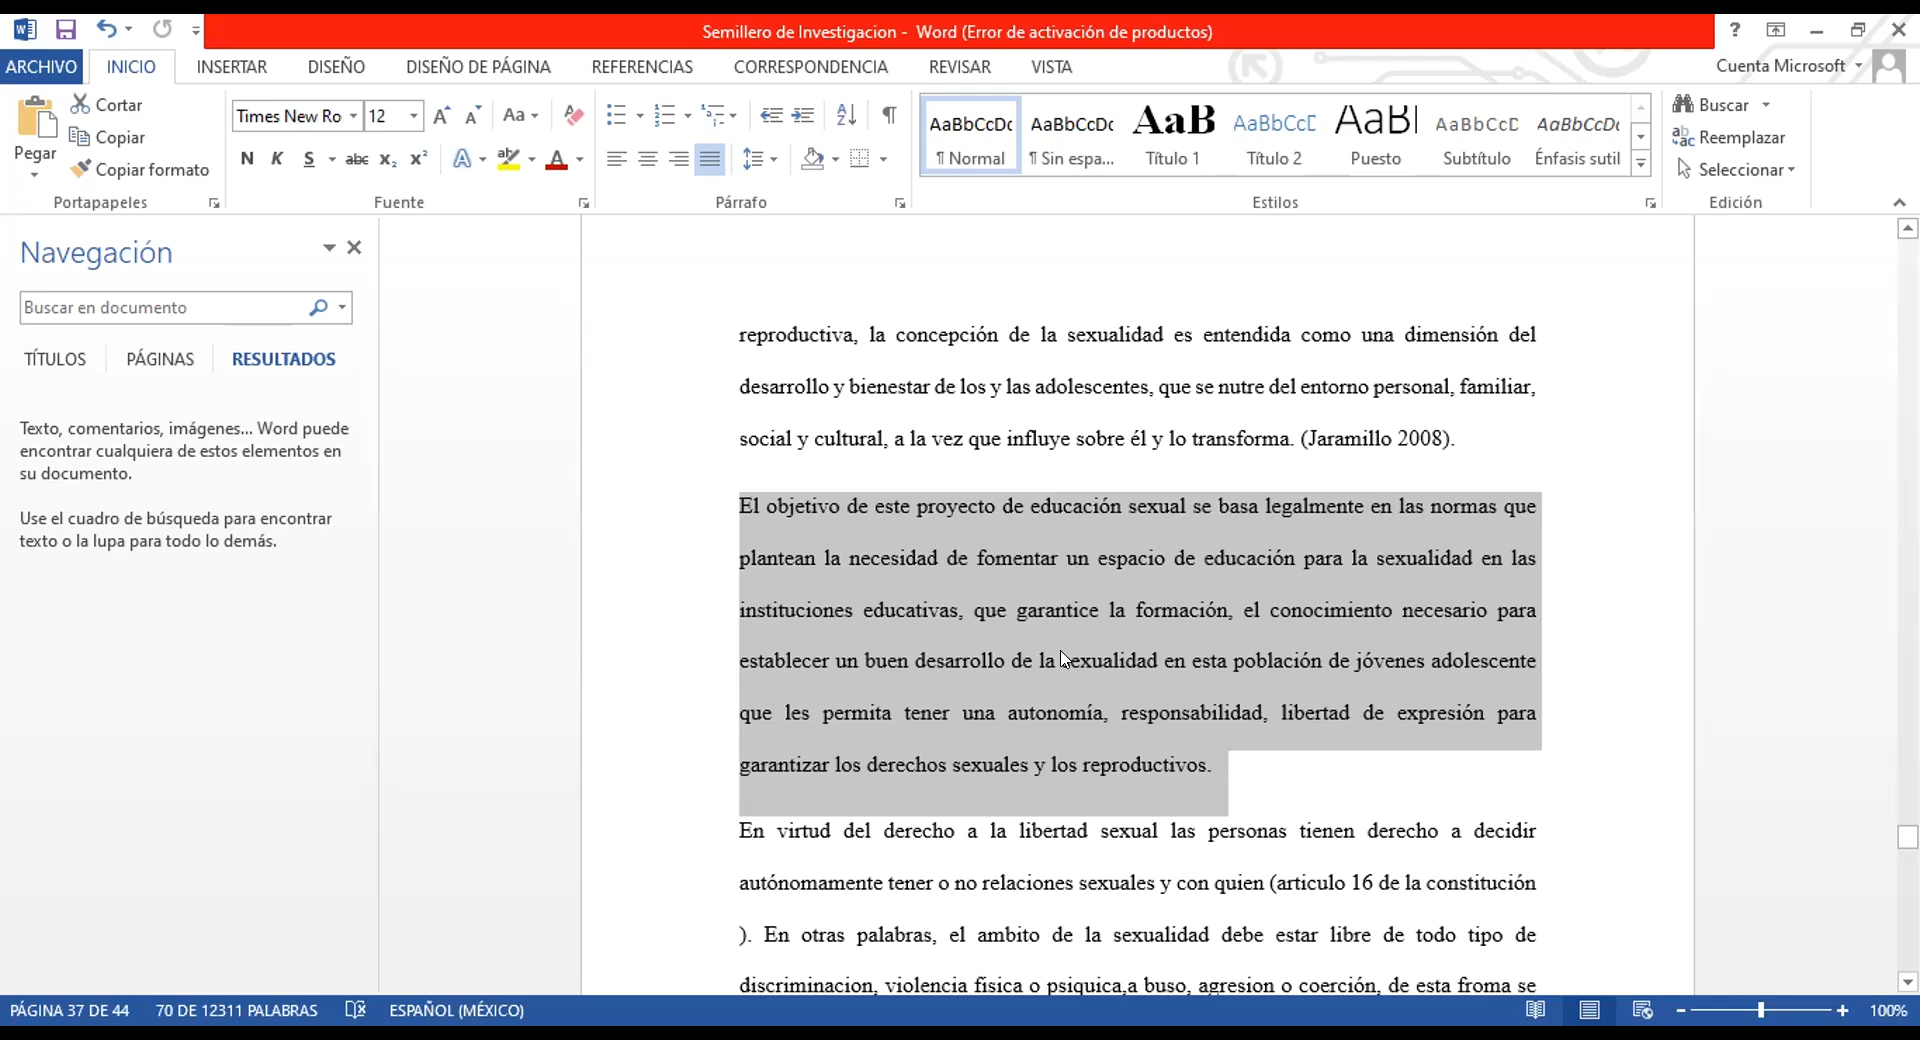 Semillero de Investigacion - Word (Error de activación de productos)
ARCHIVO INICIO INSERTAR DISEÑO DISEÑO DE PÁGINA REFERENCIAS CORRESPONDENCIA REVISAR VISTA Cuenta Microsoft
Pegar
Cortar
Copiar
Copiar formato
Portapapeles
Times New Ro 12
N K S abc x₂ x²
Fuente
Párrafo
AaBbCcDc AaBbCcDc AaB AaBbCcE AaBl AaBbCcD AaBbCcDc
¶ Normal ¶ Sin espa... Título 1 Título 2 Puesto Subtítulo Énfasis sutil
Estilos
Buscar
Reemplazar
Seleccionar
Edición
Navegación
Buscar en documento
TÍTULOS PÁGINAS RESULTADOS
Texto, comentarios, imágenes... Word puede
encontrar cualquiera de estos elementos en
su documento.
Use el cuadro de búsqueda para encontrar
texto o la lupa para todo lo demás.
reproductiva, la concepción de la sexualidad es entendida como una dimensión del
desarrollo y bienestar de los y las adolescentes, que se nutre del entorno personal, familiar,
social y cultural, a la vez que influye sobre él y lo transforma. (Jaramillo 2008).
El objetivo de este proyecto de educación sexual se basa legalmente en las normas que
plantean la necesidad de fomentar un espacio de educación para la sexualidad en las
instituciones educativas, que garantice la formación, el conocimiento necesario para
establecer un buen desarrollo de la sexualidad en esta población de jóvenes adolescente
que les permita tener una autonomía, responsabilidad, libertad de expresión para
garantizar los derechos sexuales y los reproductivos.
En virtud del derecho a la libertad sexual las personas tienen derecho a decidir
autónomamente tener o no relaciones sexuales y con quien (articulo 16 de la constitución
). En otras palabras, el ambito de la sexualidad debe estar libre de todo tipo de
discriminacion, violencia física o psiquica,a buso, agresion o coerción, de esta froma se
PÁGINA 37 DE 44 70 DE 12311 PALABRAS ESPAÑOL (MÉXICO) 100%